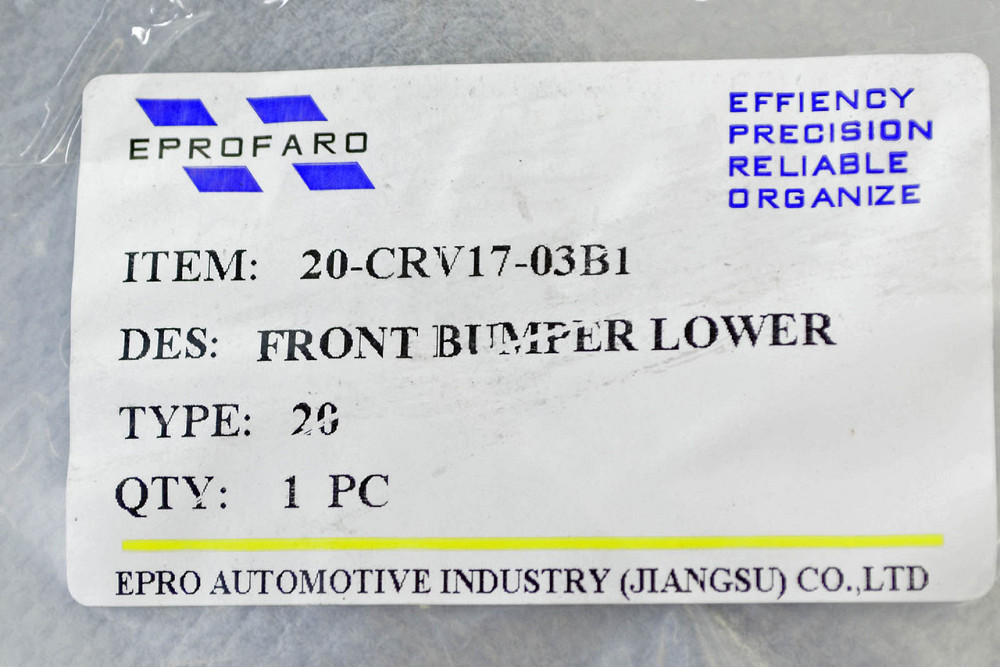 EPROFARO
EFFIENCY
PRECISION
RELIABLE
ORGANIZE
ITEM: 20-CRV17-03B1
DES: FRONT BUMPER LOWER
TYPE: 20
QTY: 1 PC
EPRO AUTOMOTIVE INDUSTRY (JIANGSU) CO.,LTD